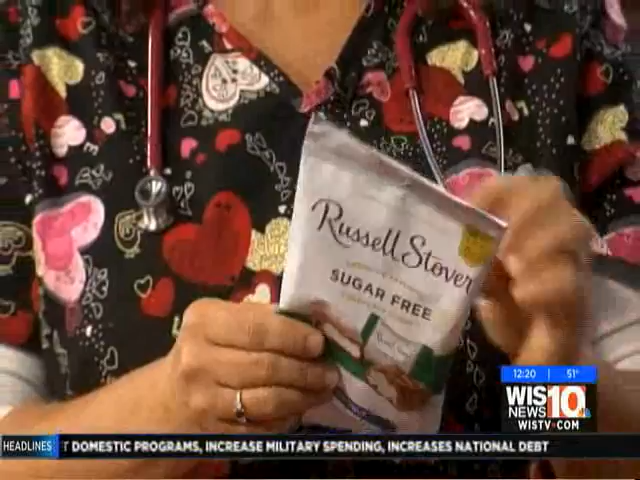 Russell Stover
SUGAR FREE
12:20 | 51°
WIS
NEWS 10
WISTV.COM
HEADLINES
T DOMESTIC PROGRAMS, INCREASE MILITARY SPENDING, INCREASES NATIONAL DEBT